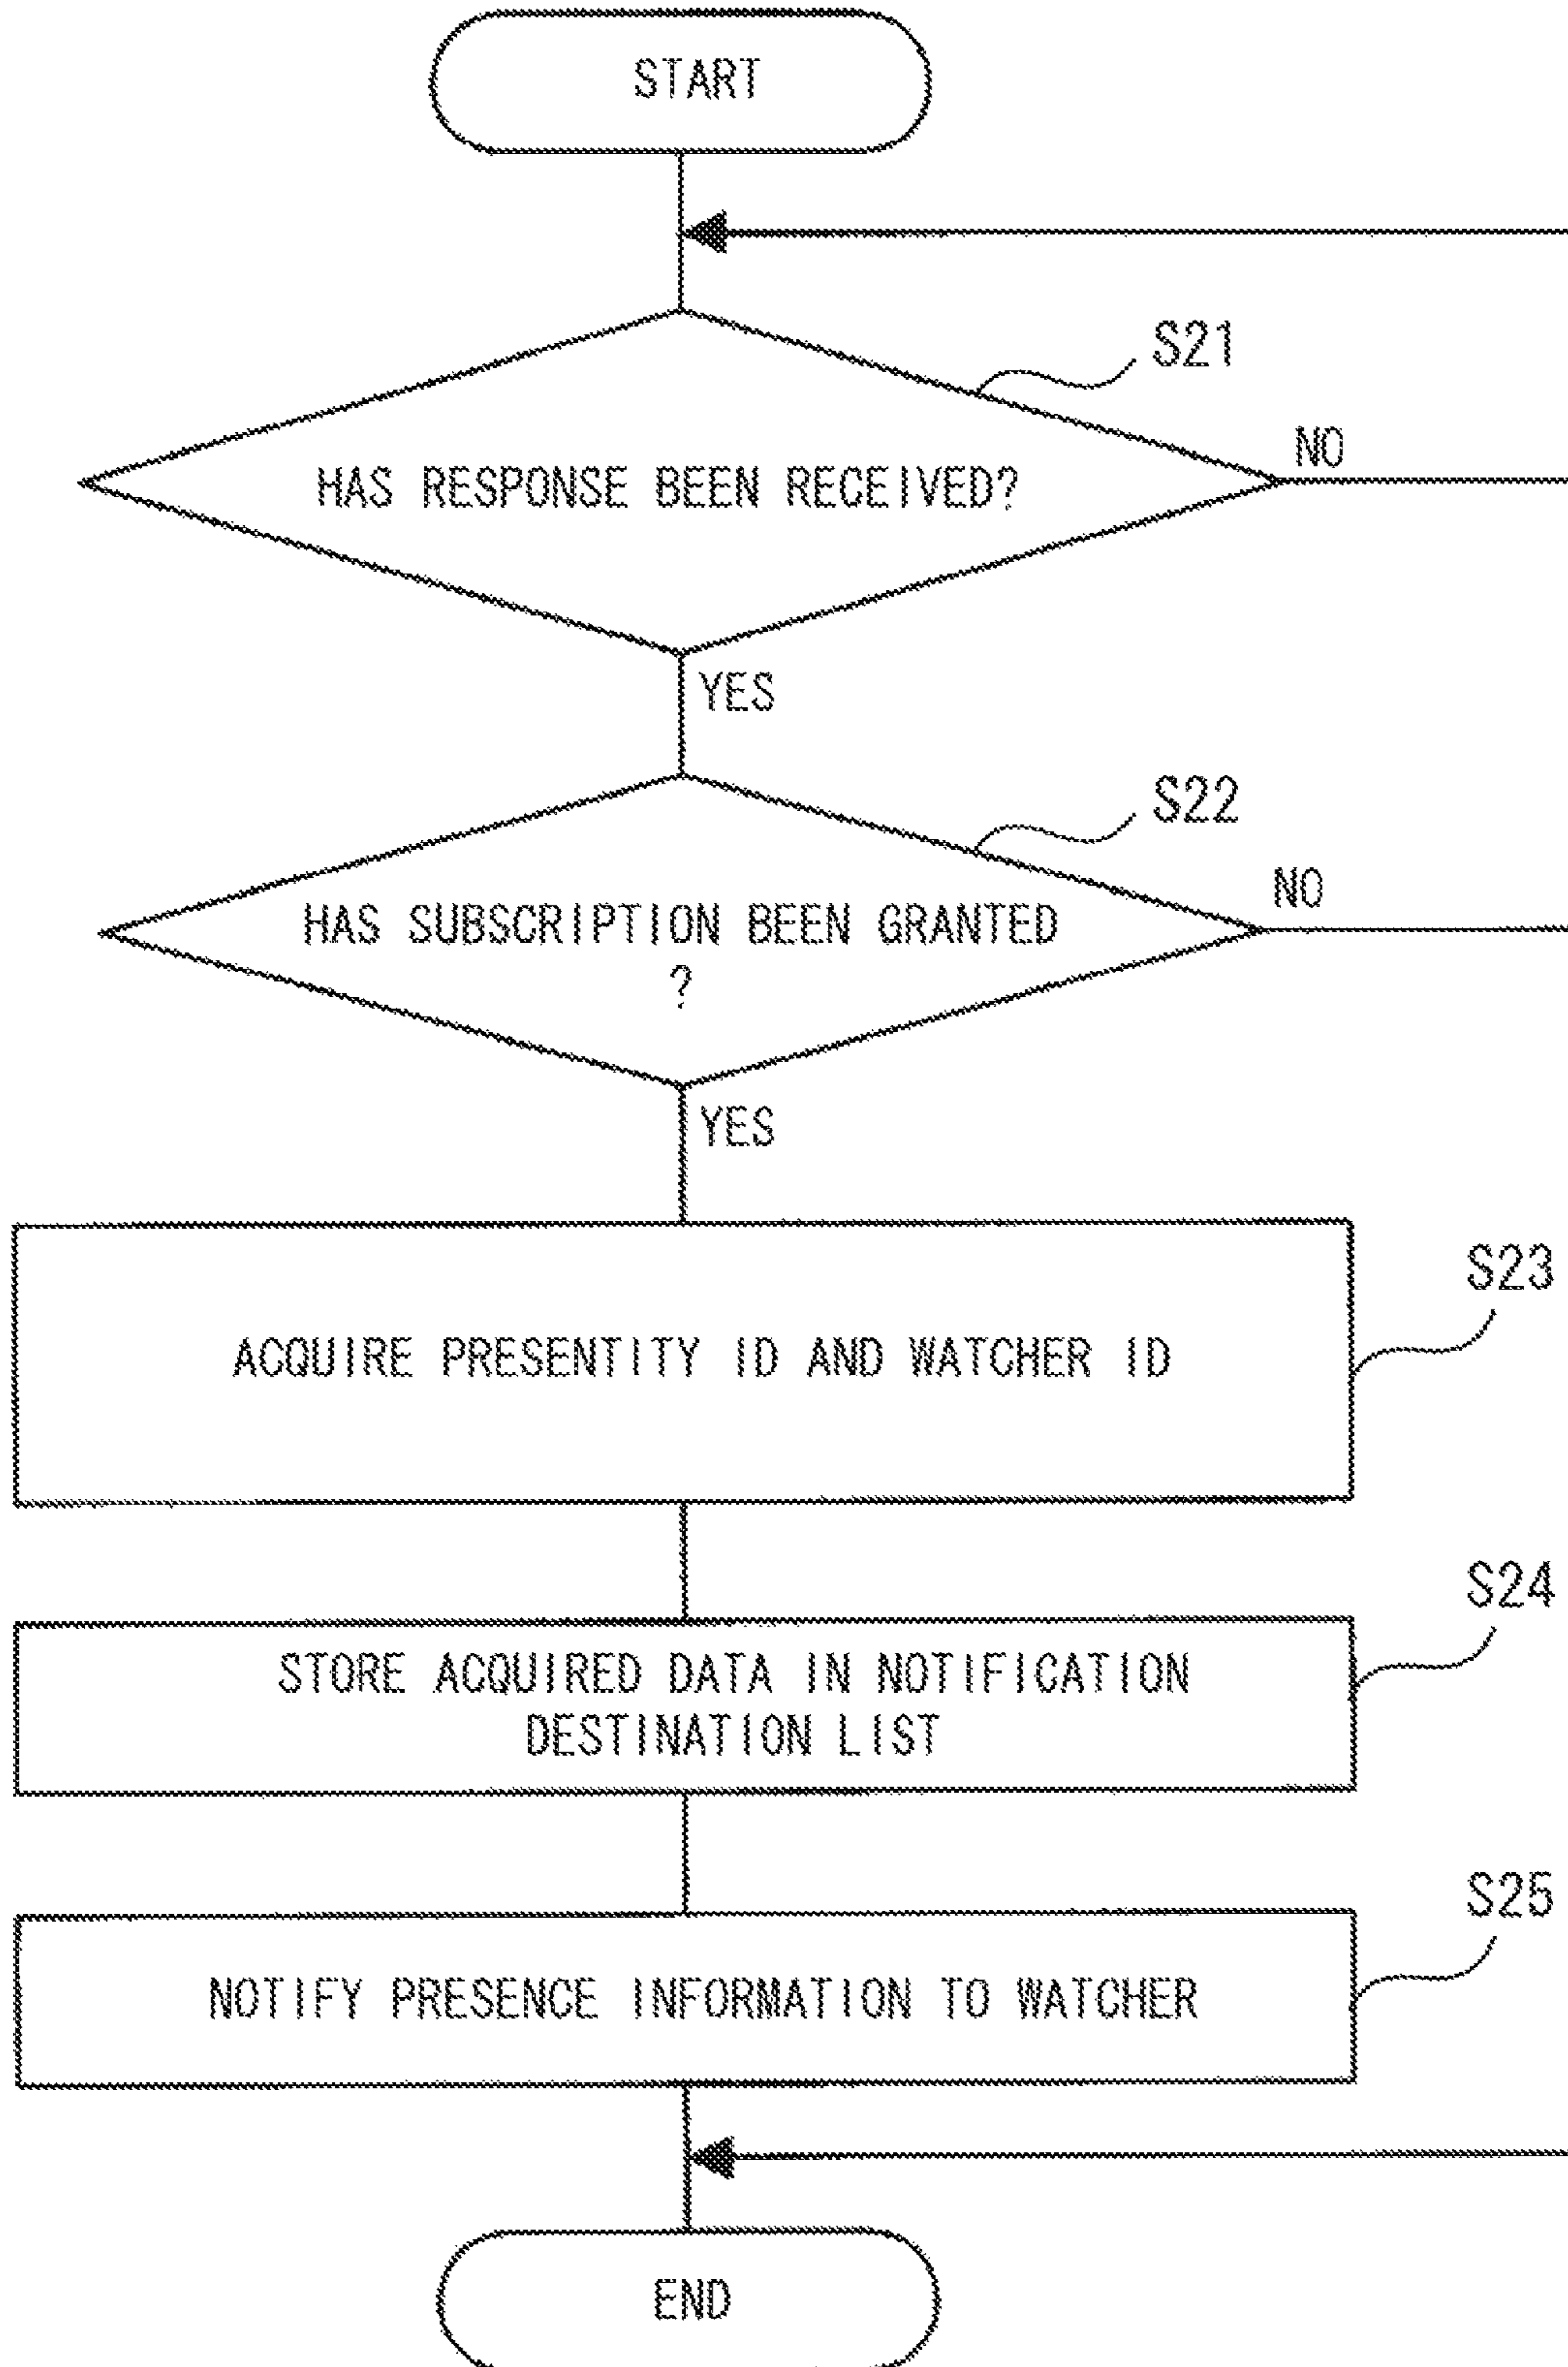 START
S21
HAS RESPONSE BEEN RECEIVED?
NO
YES
S22
HAS SUBSCRIPTION BEEN GRANTED
?
NO
YES
S23
ACQUIRE PRESENTITY ID AND WATCHER ID
S24
STORE ACQUIRED DATA IN NOTIFICATION
DESTINATION LIST
S25
NOTIFY PRESENCE INFORMATION TO WATCHER
END